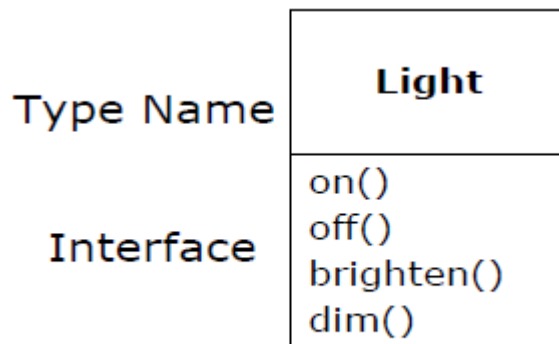 Type Name
Light
Interface
on()
off()
brighten()
dim()